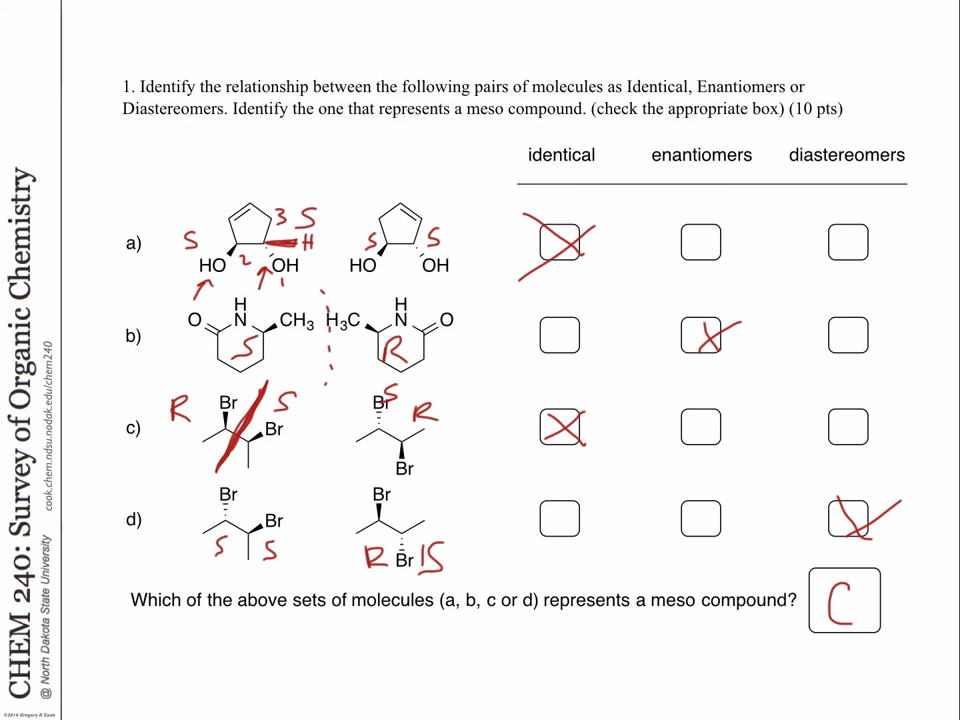 CHEM 240: Survey of Organic Chemistry
@ North Dakota State University cook.chem.ndsu.nodak.edu/chem240
©2014 Gregory R Cook
1. Identify the relationship between the following pairs of molecules as Identical, Enantiomers or
Diastereomers. Identify the one that represents a meso compound. (check the appropriate box) (10 pts)
identical enantiomers diastereomers
a) S 3 S H HO 2 OH 1 S S HO OH
b) O H N CH3 S H3C H N O R
c) R Br S Br Br S R Br
d) Br Br S S Br R Br S
Which of the above sets of molecules (a, b, c or d) represents a meso compound? C